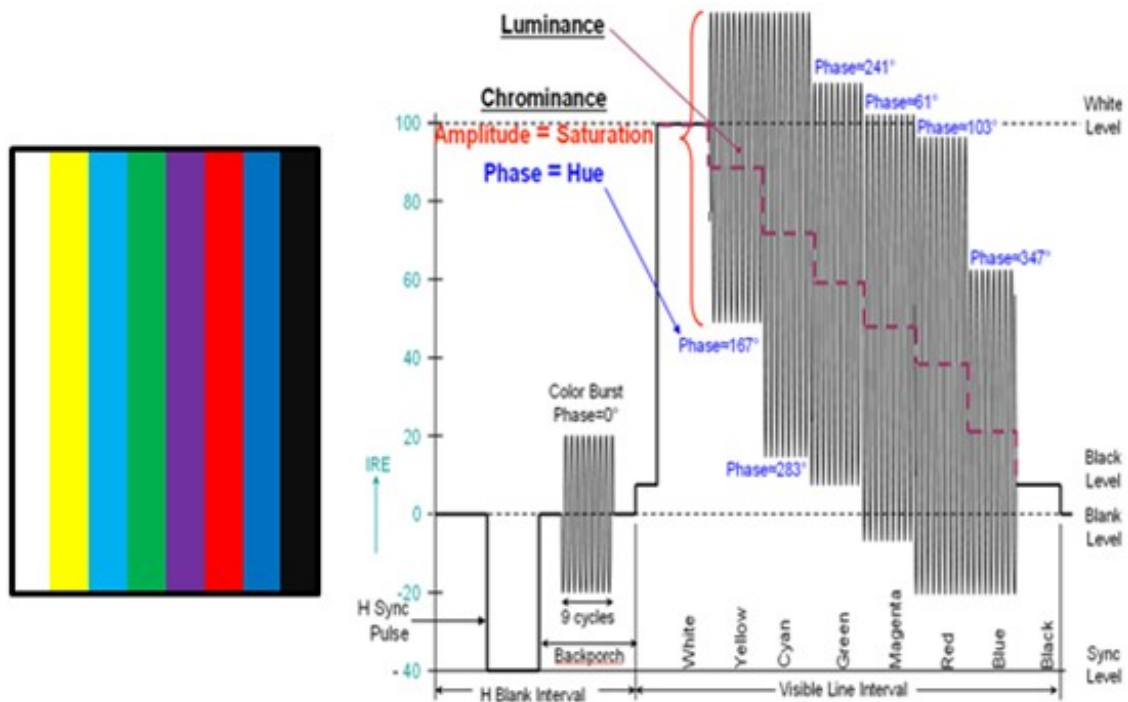 Luminance
Chrominance
Amplitude = Saturation
Phase = Hue
Phase=241°
Phase=61°
Phase=103°
Phase=347°
Phase=167°
Phase=283°
White
Level
Black
Level
Blank
Level
Sync
Level
100
80
60
40
20
0
-20
- 40
IRE
Color Burst
Phase=0°
9 cycles
Backporch
H Sync
Pulse
H Blank Interval
Visible Line Interval
White
Yellow
Cyan
Green
Magenta
Red
Blue
Black